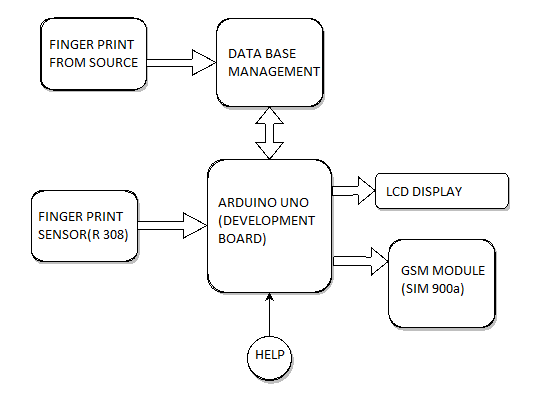 FINGER PRINT
FROM SOURCE
DATA BASE
MANAGEMENT
ARDUINO UNO
(DEVELOPMENT
BOARD)
LCD DISPLAY
FINGER PRINT
SENSOR(R 308)
GSM MODULE
(SIM 900a)
HELP